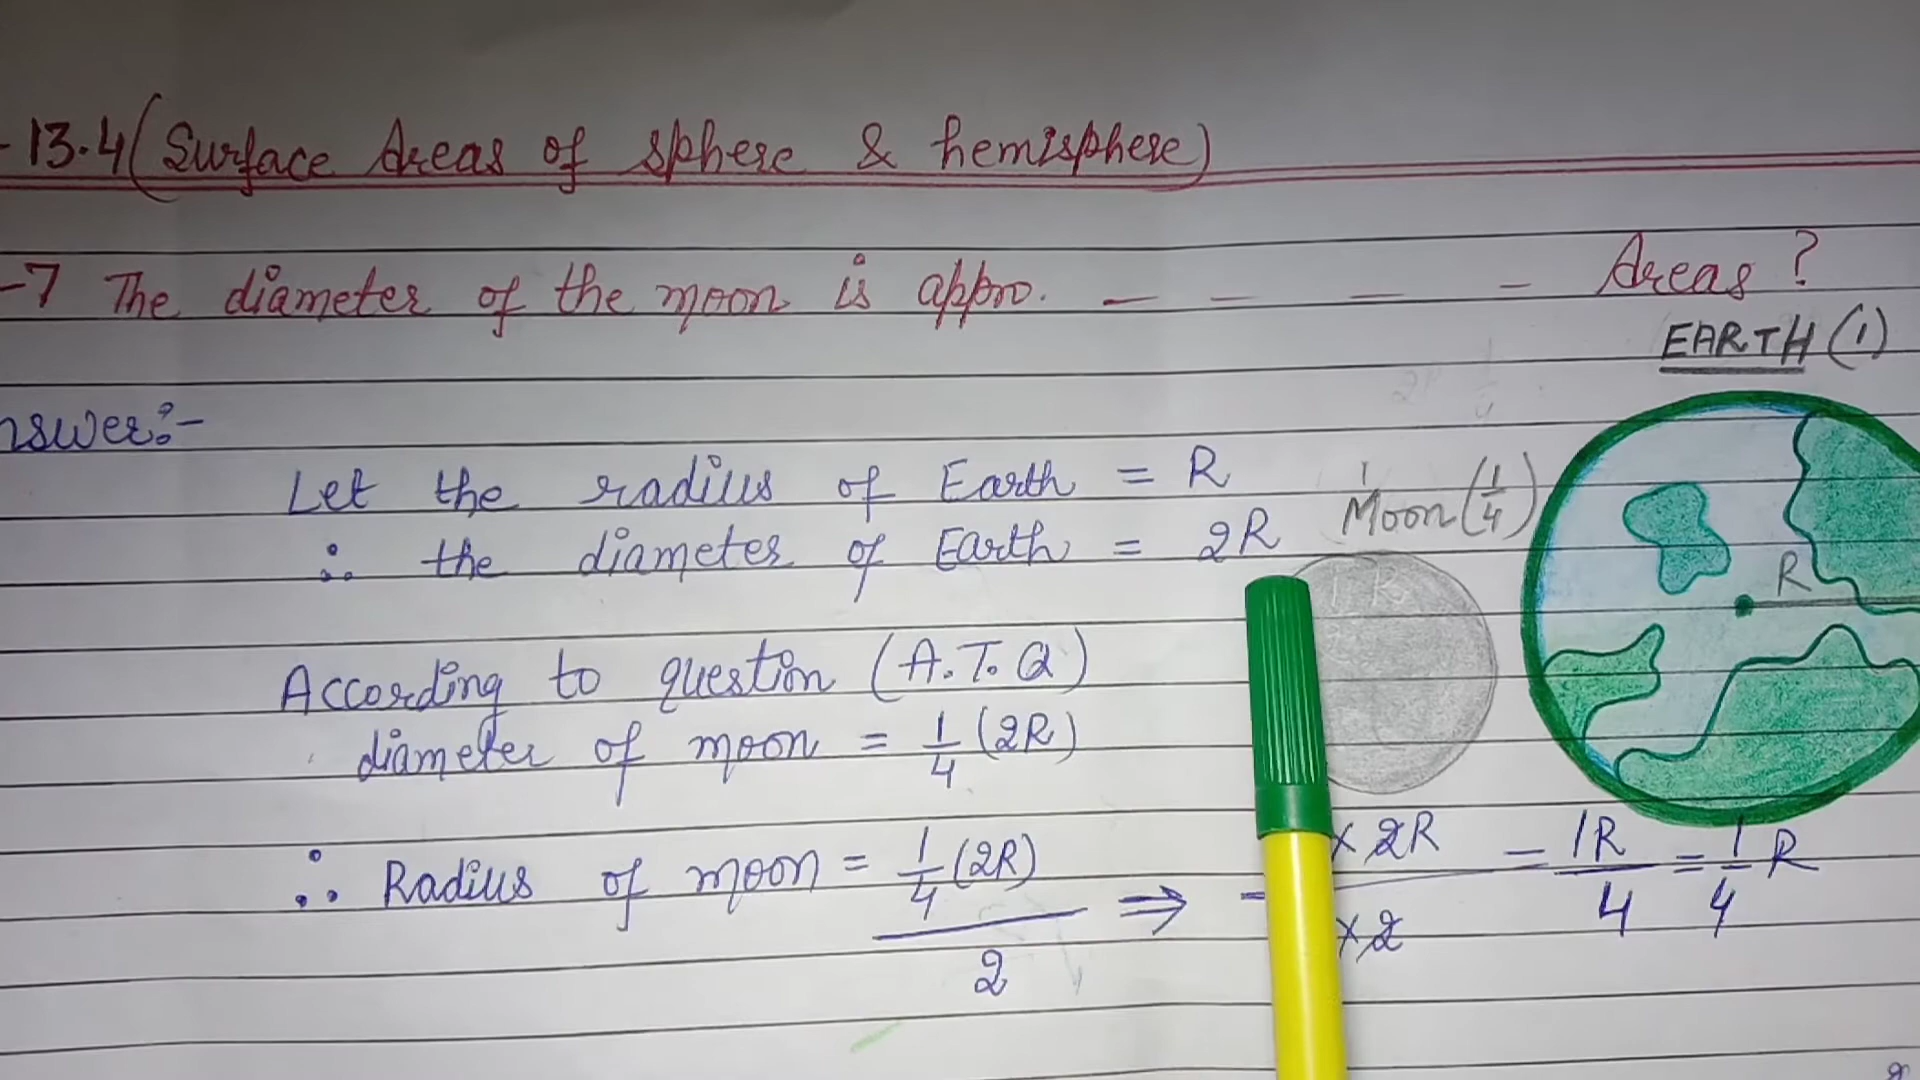 -13.4 (Surface Areas of sphere & hemisphere)
-7 The diameter of the moon is appro. — — — — Areas ?
EARTH (1)
nswer:-
Let the radius of Earth = R
Moon (1/4)
∴ the diameter of Earth = 2R
R
According to question (A.T.Q)
diameter of moon = 1/4 (2R)
∴ Radius of moon = 1/4 (2R) / 2 ⇒ × 2R / × 2 = 1R / 4 = 1/4 R